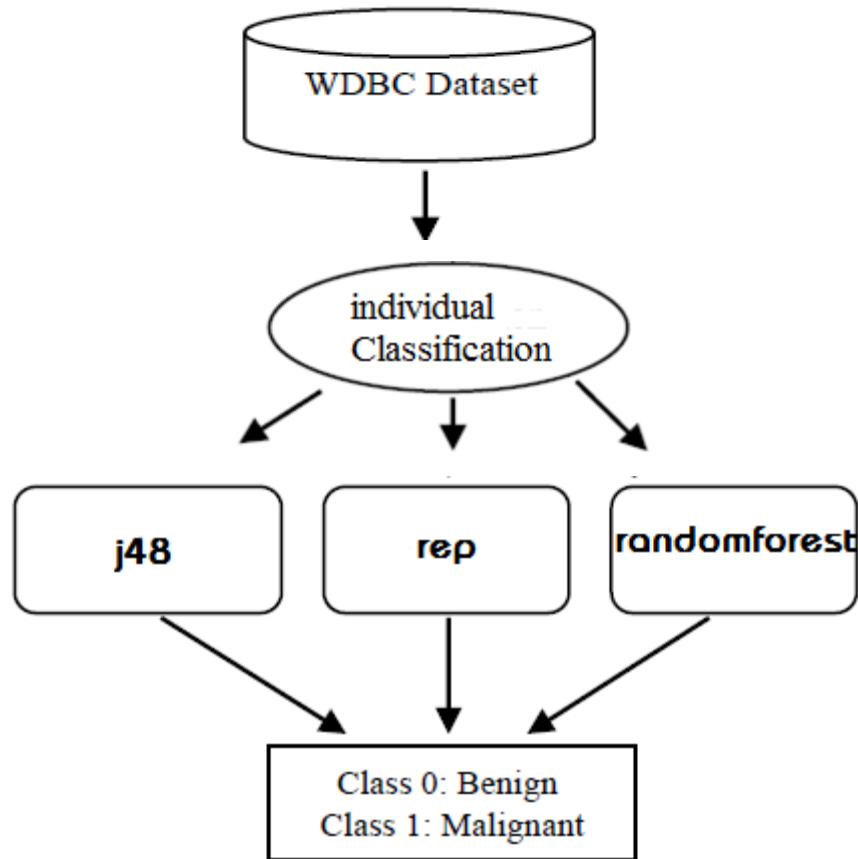 WDBC Dataset
individual
Classification
j48
rep
randomforest
Class 0: Benign
Class 1: Malignant